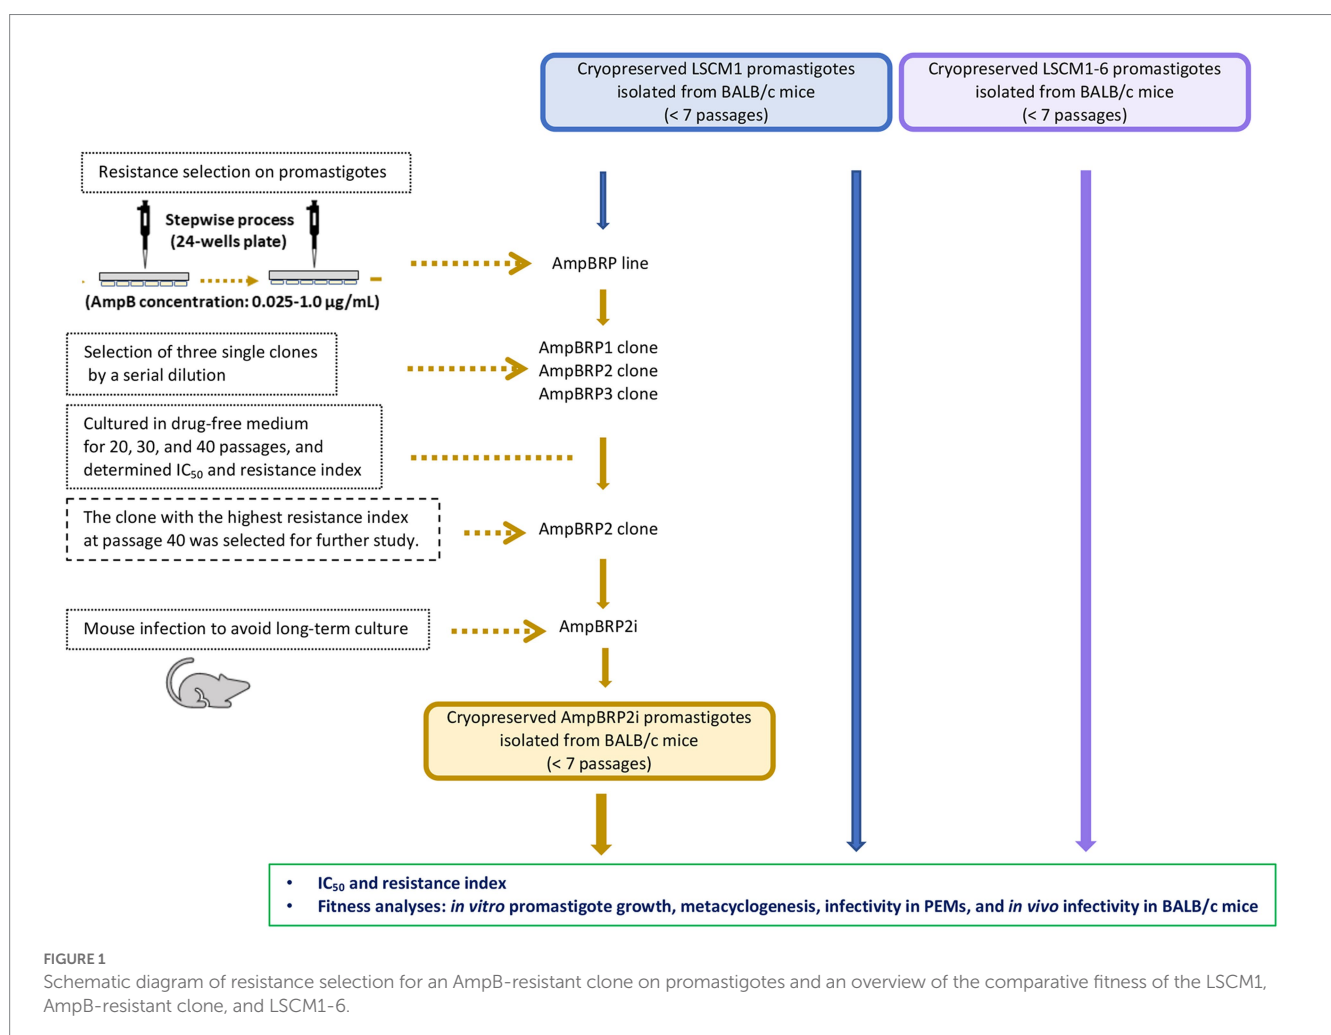 Cryopreserved LSCM1 promastigotes
isolated from BALB/c mice
(< 7 passages)
Cryopreserved LSCM1-6 promastigotes
isolated from BALB/c mice
(< 7 passages)
Resistance selection on promastigotes
Stepwise process
(24-wells plate)
(AmpB concentration: 0.025-1.0 µg/mL)
AmpBRP line
Selection of three single clones
by a serial dilution
AmpBRP1 clone
AmpBRP2 clone
AmpBRP3 clone
Cultured in drug-free medium
for 20, 30, and 40 passages, and
determined IC₅₀ and resistance index
The clone with the highest resistance index
at passage 40 was selected for further study.
AmpBRP2 clone
Mouse infection to avoid long-term culture
AmpBRP2i
Cryopreserved AmpBRP2i promastigotes
isolated from BALB/c mice
(< 7 passages)
• IC₅₀ and resistance index
• Fitness analyses: in vitro promastigote growth, metacyclogenesis, infectivity in PEMs, and in vivo infectivity in BALB/c mice
FIGURE 1
Schematic diagram of resistance selection for an AmpB-resistant clone on promastigotes and an overview of the comparative fitness of the LSCM1,
AmpB-resistant clone, and LSCM1-6.